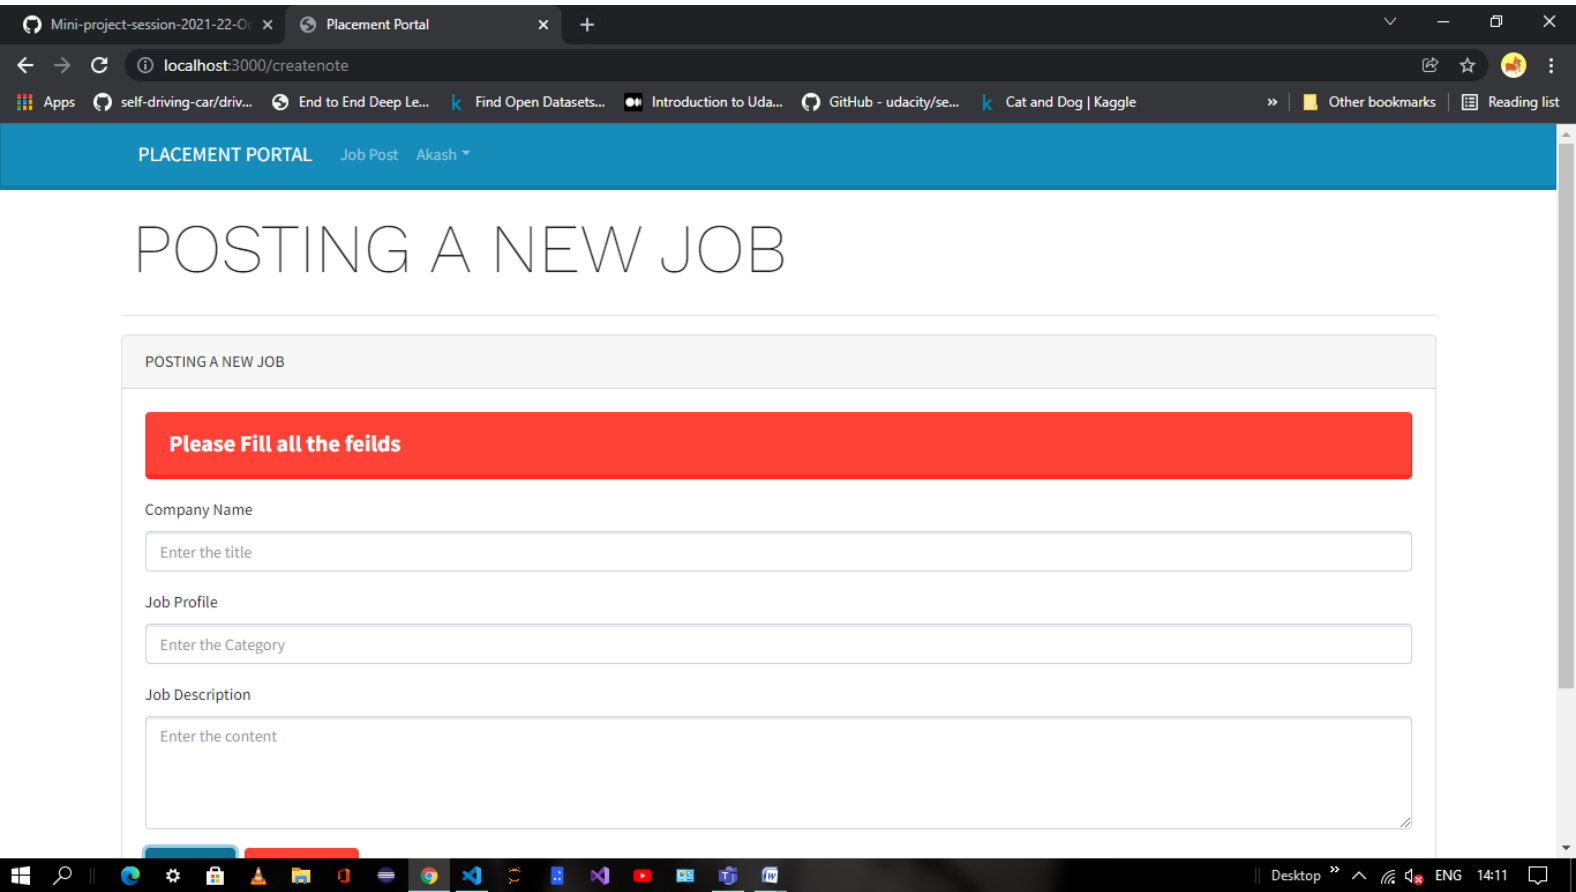 Mini-project-session-2021-22-Oc
Placement Portal
localhost:3000/createnote
Apps
self-driving-car/driv...
End to End Deep Le...
Find Open Datasets...
Introduction to Uda...
GitHub - udacity/se...
Cat and Dog | Kaggle
Other bookmarks
Reading list
PLACEMENT PORTAL Job Post Akash
POSTING A NEW JOB
POSTING A NEW JOB
Please Fill all the feilds
Company Name
Enter the title
Job Profile
Enter the Category
Job Description
Enter the content
Desktop
ENG
14:11